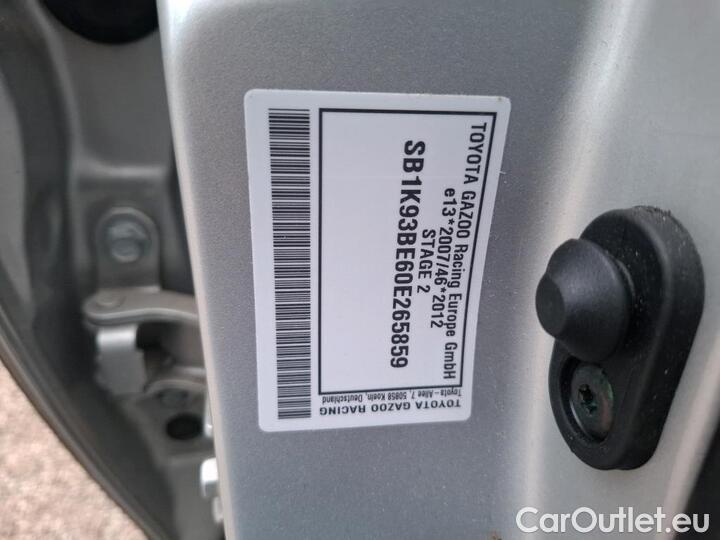 TOYOTA GAZOO Racing Europe GmbH
e13*2007/46*2012
STAGE 2
SB1K93BE60E265859
Toyota-Allee 7, 50858 Koeln, Deutschland
TOYOTA GAZOO RACING
CarOutlet.eu